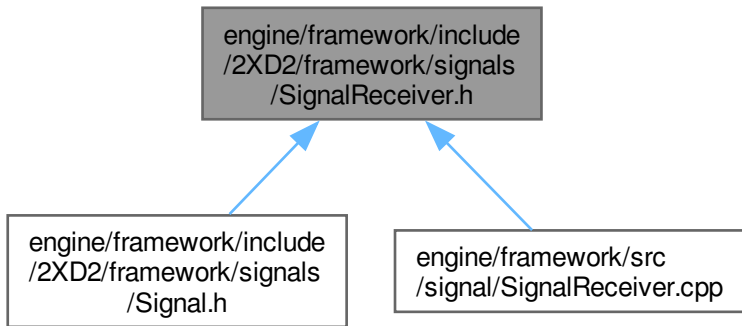 engine/framework/include
/2XD2/framework/signals
/SignalReceiver.h
engine/framework/include
/2XD2/framework/signals
/Signal.h
engine/framework/src
/signal/SignalReceiver.cpp